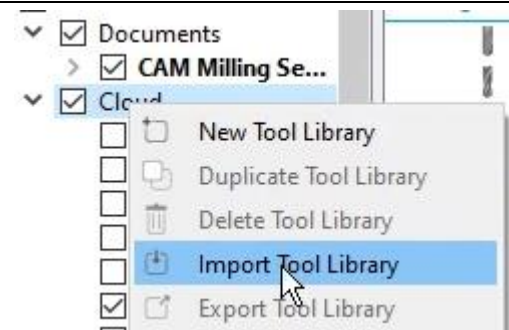 Documents
CAM Milling Se...
Cloud
New Tool Library
Duplicate Tool Library
Delete Tool Library
Import Tool Library
Export Tool Library